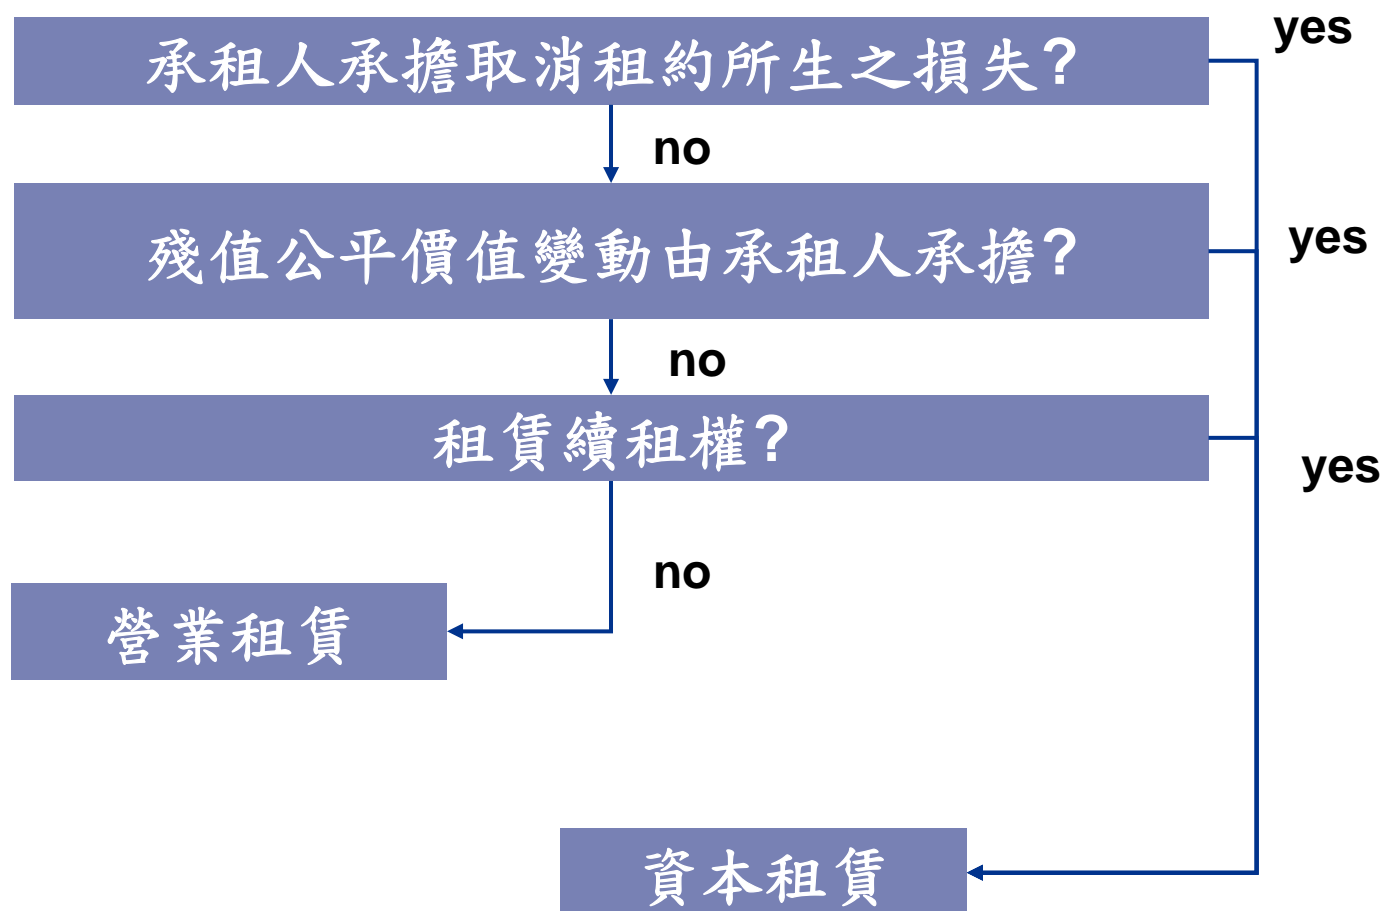 yes
承租人承擔取消租約所生之損失?
no
yes
殘值公平價值變動由承租人承擔?
no
租賃續租權?
yes
no
營業租賃
資本租賃